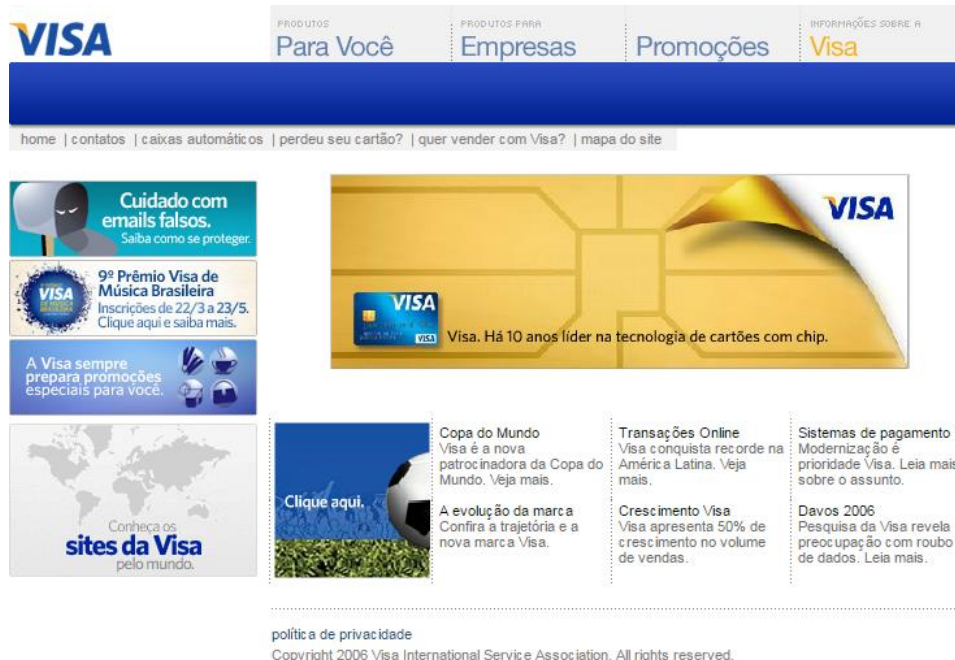 VISA
PRODUTOS
Para Você
PRODUTOS PARA
Empresas
Promoções
INFORMAÇÕES SOBRE A
Visa
home | contatos | caixas automáticos | perdeu seu cartão? | quer vender com Visa? | mapa do site
Cuidado com
emails falsos.
Saiba como se proteger.
VISA
9º Prêmio Visa de
Música Brasileira
Inscrições de 22/3 a 23/5.
Clique aqui e saiba mais.
A Visa sempre
prepara promoções
especiais para você.
Conheça os
sites da Visa
pelo mundo.
VISA
VISA
VISA
Visa. Há 10 anos líder na tecnologia de cartões com chip.
Clique aqui.
Copa do Mundo
Visa é a nova
patrocinadora da Copa do
Mundo. Veja mais.
A evolução da marca
Confira a trajetória e a
nova marca Visa.
Transações Online
Visa conquista recorde na
América Latina. Veja
mais.
Crescimento Visa
Visa apresenta 50% de
crescimento no volume
de vendas.
Sistemas de pagamento
Modernização é
prioridade Visa. Leia mais
sobre o assunto.
Davos 2006
Pesquisa da Visa revela
preocupação com roubo
de dados. Leia mais.
política de privacidade
Copyright 2006 Visa International Service Association. All rights reserved.